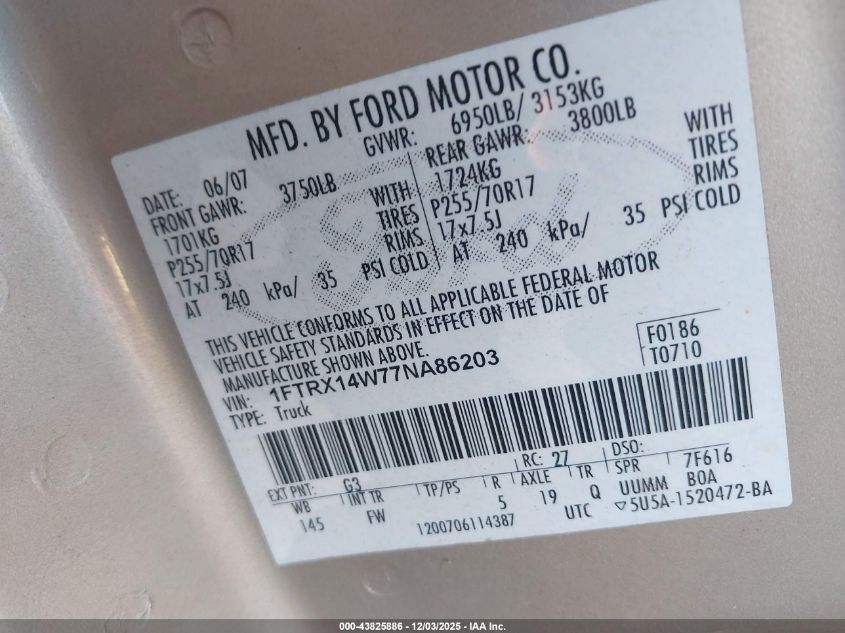 MFD. BY FORD MOTOR CO.
DATE: 06/07 GVWR: 6950LB/ 3153KG
FRONT GAWR: 3750LB REAR GAWR: 3800LB
1701KG WITH 1724KG WITH
P255/70R17 TIRES P255/70R17 TIRES
17x7.5J RIMS 17x7.5J RIMS
AT 240 kPa/ 35 PSI COLD AT 240 kPa/ 35 PSI COLD
THIS VEHICLE CONFORMS TO ALL APPLICABLE FEDERAL MOTOR
VEHICLE SAFETY STANDARDS IN EFFECT ON THE DATE OF
MANUFACTURE SHOWN ABOVE.
VIN: 1FTRX14W77NA86203 F0186
TYPE: Truck T0710
EXT PNT: G3 RC: 27 DSO:
WB INT TR TP/PS R AXLE TR SPR 7F616
145 FW 5 19 Q UUMM BOA
1200706114387 UTC 5U5A-1520472-BA
000-43825886 - 12/03/2025 - IAA Inc.